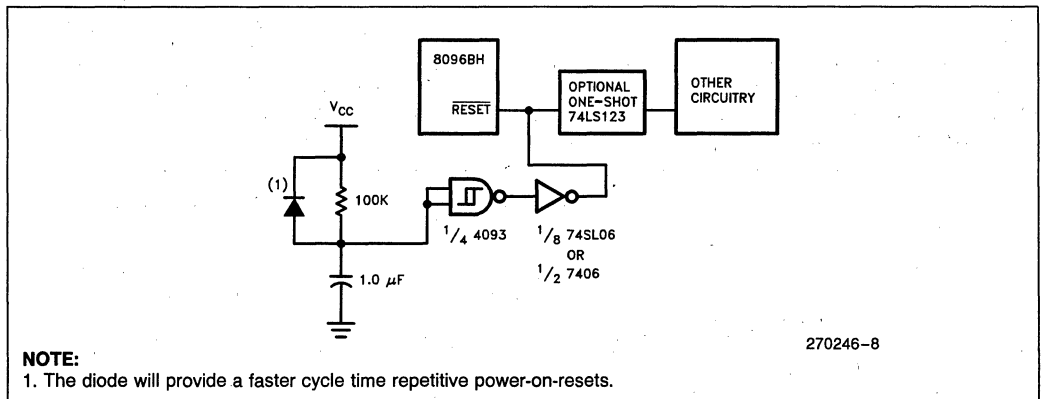 8096BH
RESET
OPTIONAL
ONE-SHOT
74LS123
OTHER
CIRCUITRY
VCC
(1)
100K
1/4 4093
1/8 74SL06
OR
1/2 7406
1.0 μF
270246-8
NOTE:
1. The diode will provide a faster cycle time repetitive power-on-resets.